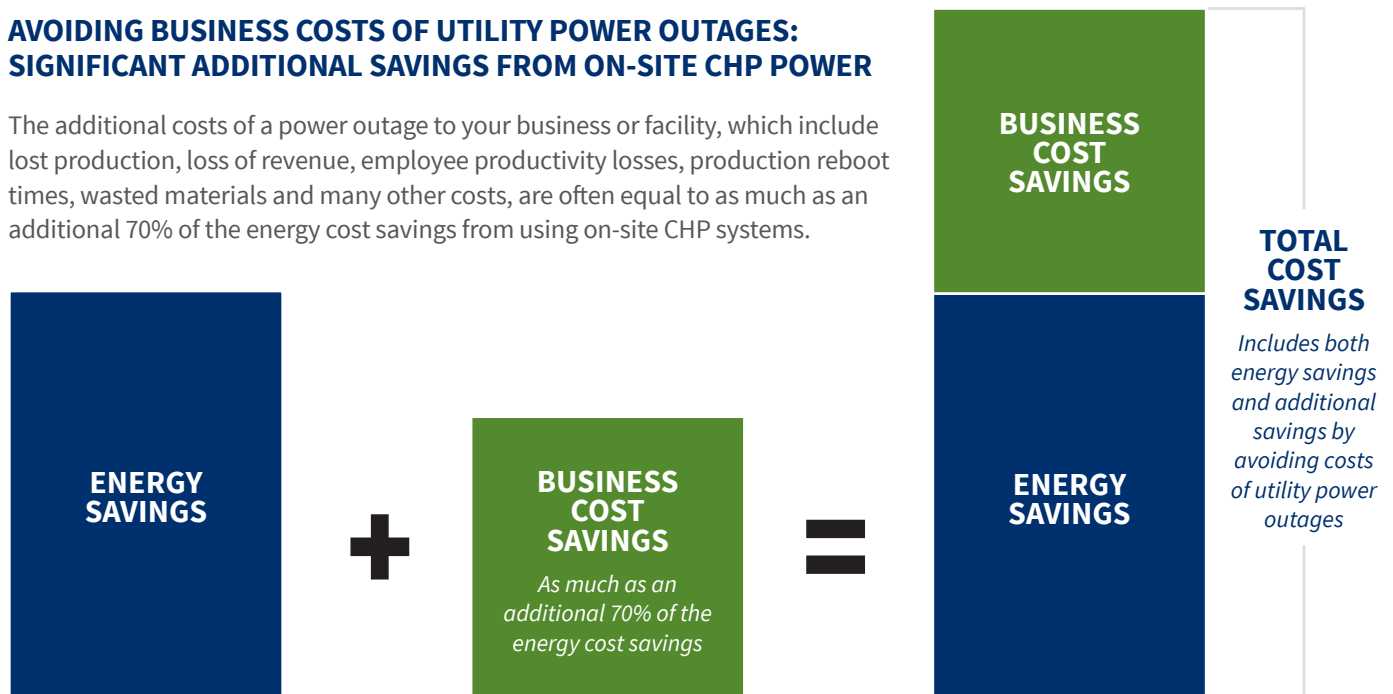 AVOIDING BUSINESS COSTS OF UTILITY POWER OUTAGES:
SIGNIFICANT ADDITIONAL SAVINGS FROM ON-SITE CHP POWER
The additional costs of a power outage to your business or facility, which include
lost production, loss of revenue, employee productivity losses, production reboot
times, wasted materials and many other costs, are often equal to as much as an
additional 70% of the energy cost savings from using on-site CHP systems.
ENERGY
SAVINGS
+
BUSINESS
COST
SAVINGS
As much as an
additional 70% of the
energy cost savings
=
BUSINESS
COST
SAVINGS
ENERGY
SAVINGS
TOTAL
COST
SAVINGS
Includes both
energy savings
and additional
savings by
avoiding costs
of utility power
outages